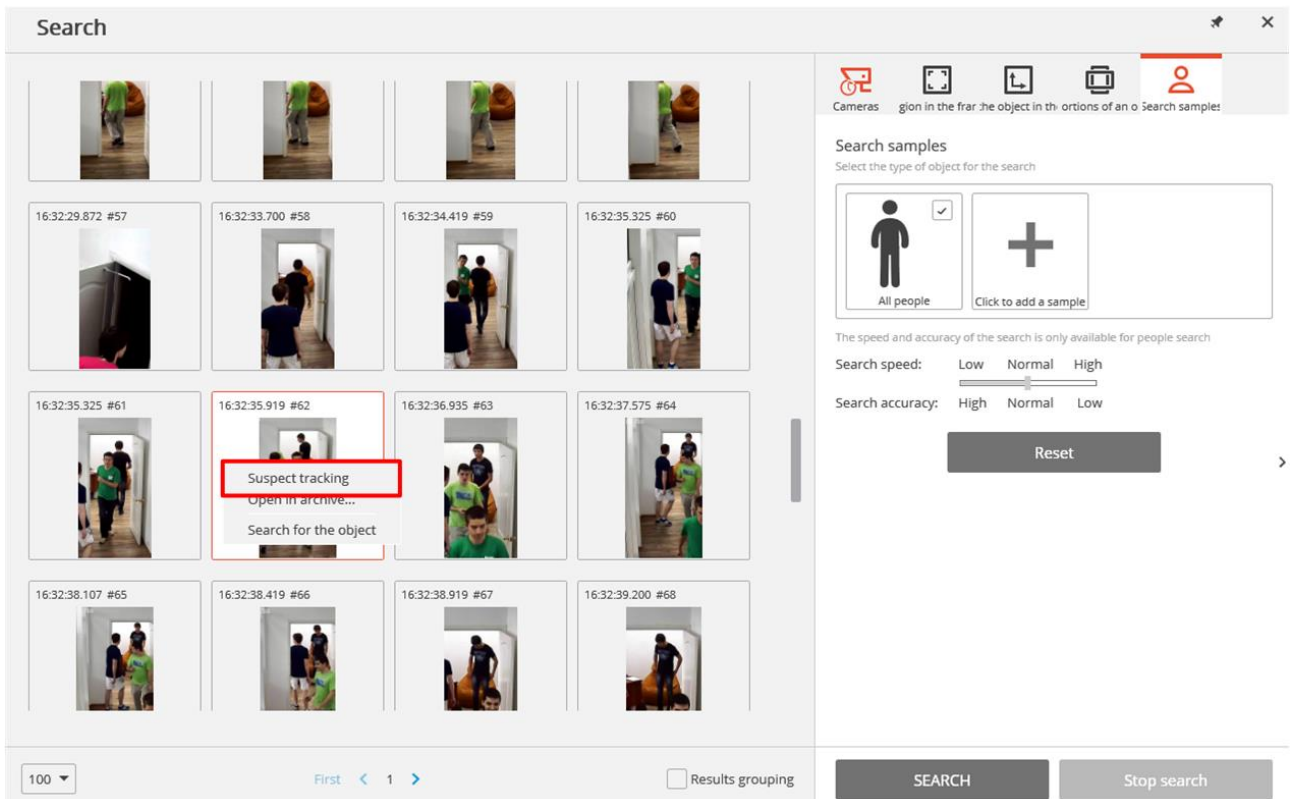 Search
Cameras
gion in the frar
he object in th
ortions of an o
Search samples
Search samples
Select the type of object for the search
All people
Click to add a sample
The speed and accuracy of the search is only available for people search
Search speed: Low Normal High
Search accuracy: High Normal Low
Reset
16:32:29.872 #57
16:32:33.700 #58
16:32:34.419 #59
16:32:35.325 #60
16:32:35.325 #61
16:32:35.919 #62
16:32:36.935 #63
16:32:37.575 #64
Suspect tracking
Open in archive...
Search for the object
16:32:38.107 #65
16:32:38.419 #66
16:32:38.919 #67
16:32:39.200 #68
100
First
1
Results grouping
SEARCH
Stop search